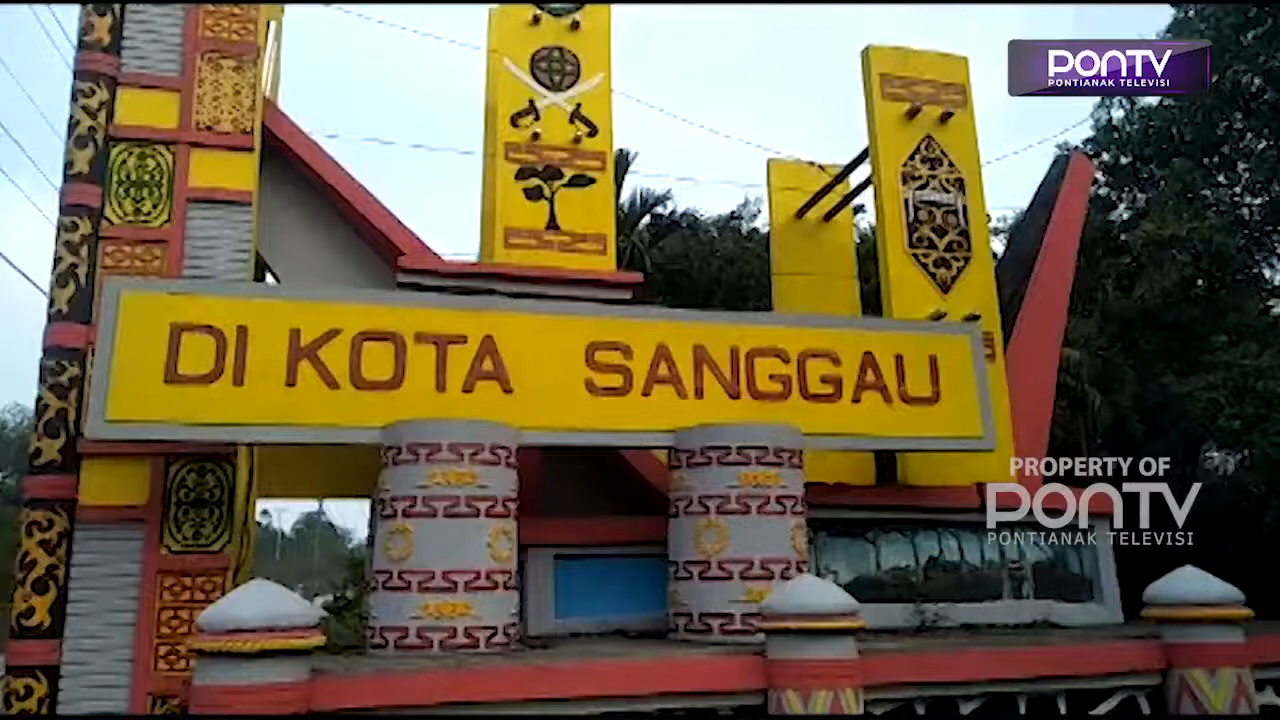 PONTV
PONTIANAK TELEVISI
DI KOTA SANGGAU
PROPERTY OF
PONTV
PONTIANAK TELEVISI